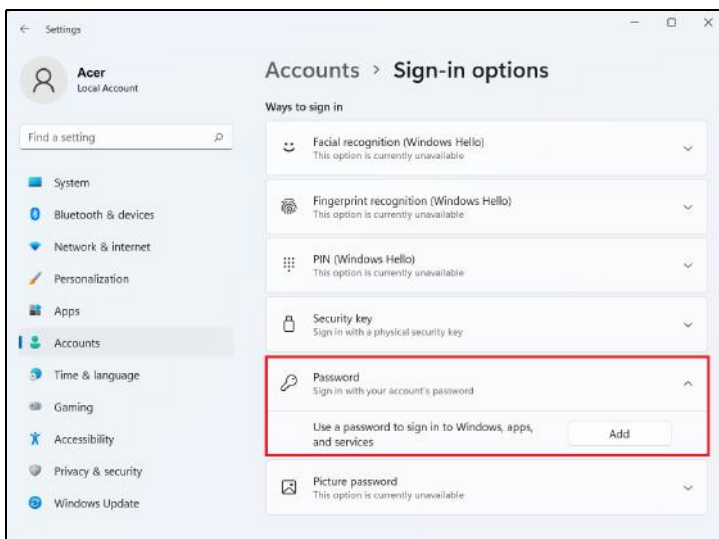 Settings
Acer
Local Account
Find a setting
System
Bluetooth & devices
Network & internet
Personalization
Apps
Accounts
Time & language
Gaming
Accessibility
Privacy & security
Windows Update
Accounts > Sign-in options
Ways to sign in
Facial recognition (Windows Hello)
This option is currently unavailable
Fingerprint recognition (Windows Hello)
This option is currently unavailable
PIN (Windows Hello)
This option is currently unavailable
Security key
Sign in with a physical security key
Password
Sign in with your account's password
Use a password to sign in to Windows, apps,
and services
Add
Picture password
This option is currently unavailable